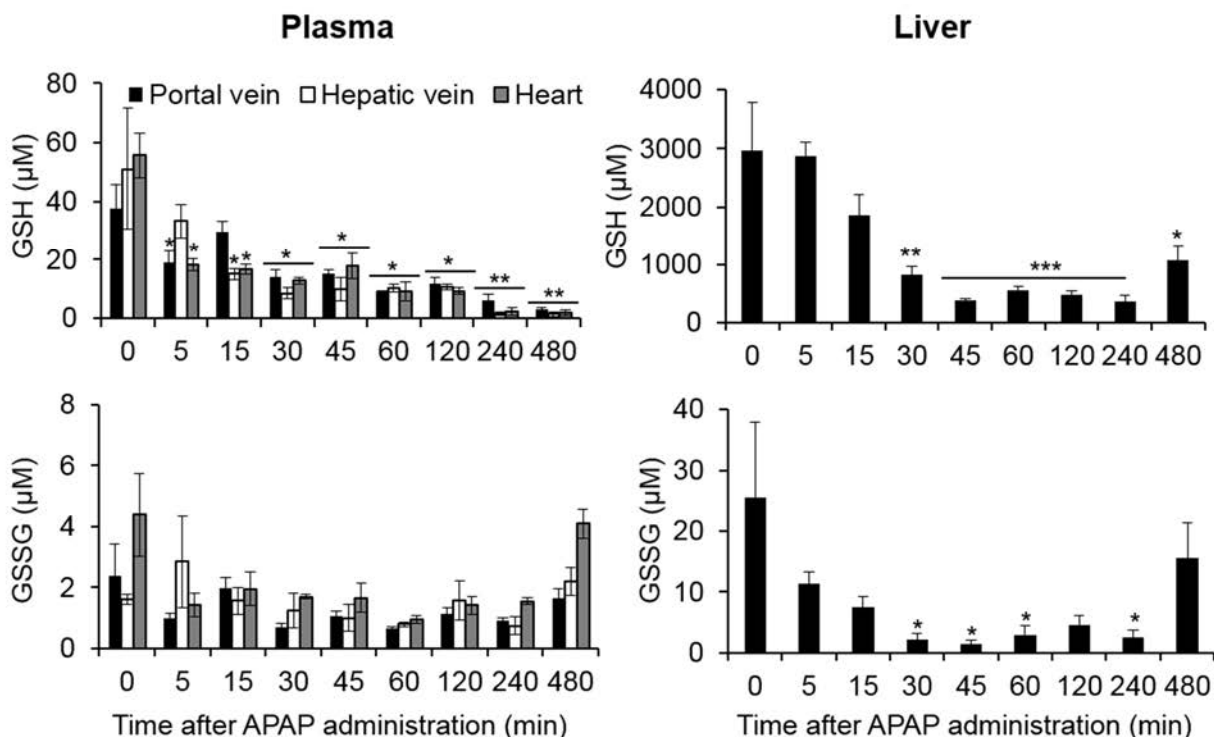 Plasma
GSH (µM)
80
60
40
20
0
Portal vein Hepatic vein Heart
* * * * * * * * ** **
0 5 15 30 45 60 120 240 480
Liver
GSH (µM)
4000
3000
2000
1000
0
** *** *
0 5 15 30 45 60 120 240 480
GSSG (µM)
8
6
4
2
0
0 5 15 30 45 60 120 240 480
Time after APAP administration (min)
GSSG (µM)
40
30
20
10
0
* * * *
0 5 15 30 45 60 120 240 480
Time after APAP administration (min)